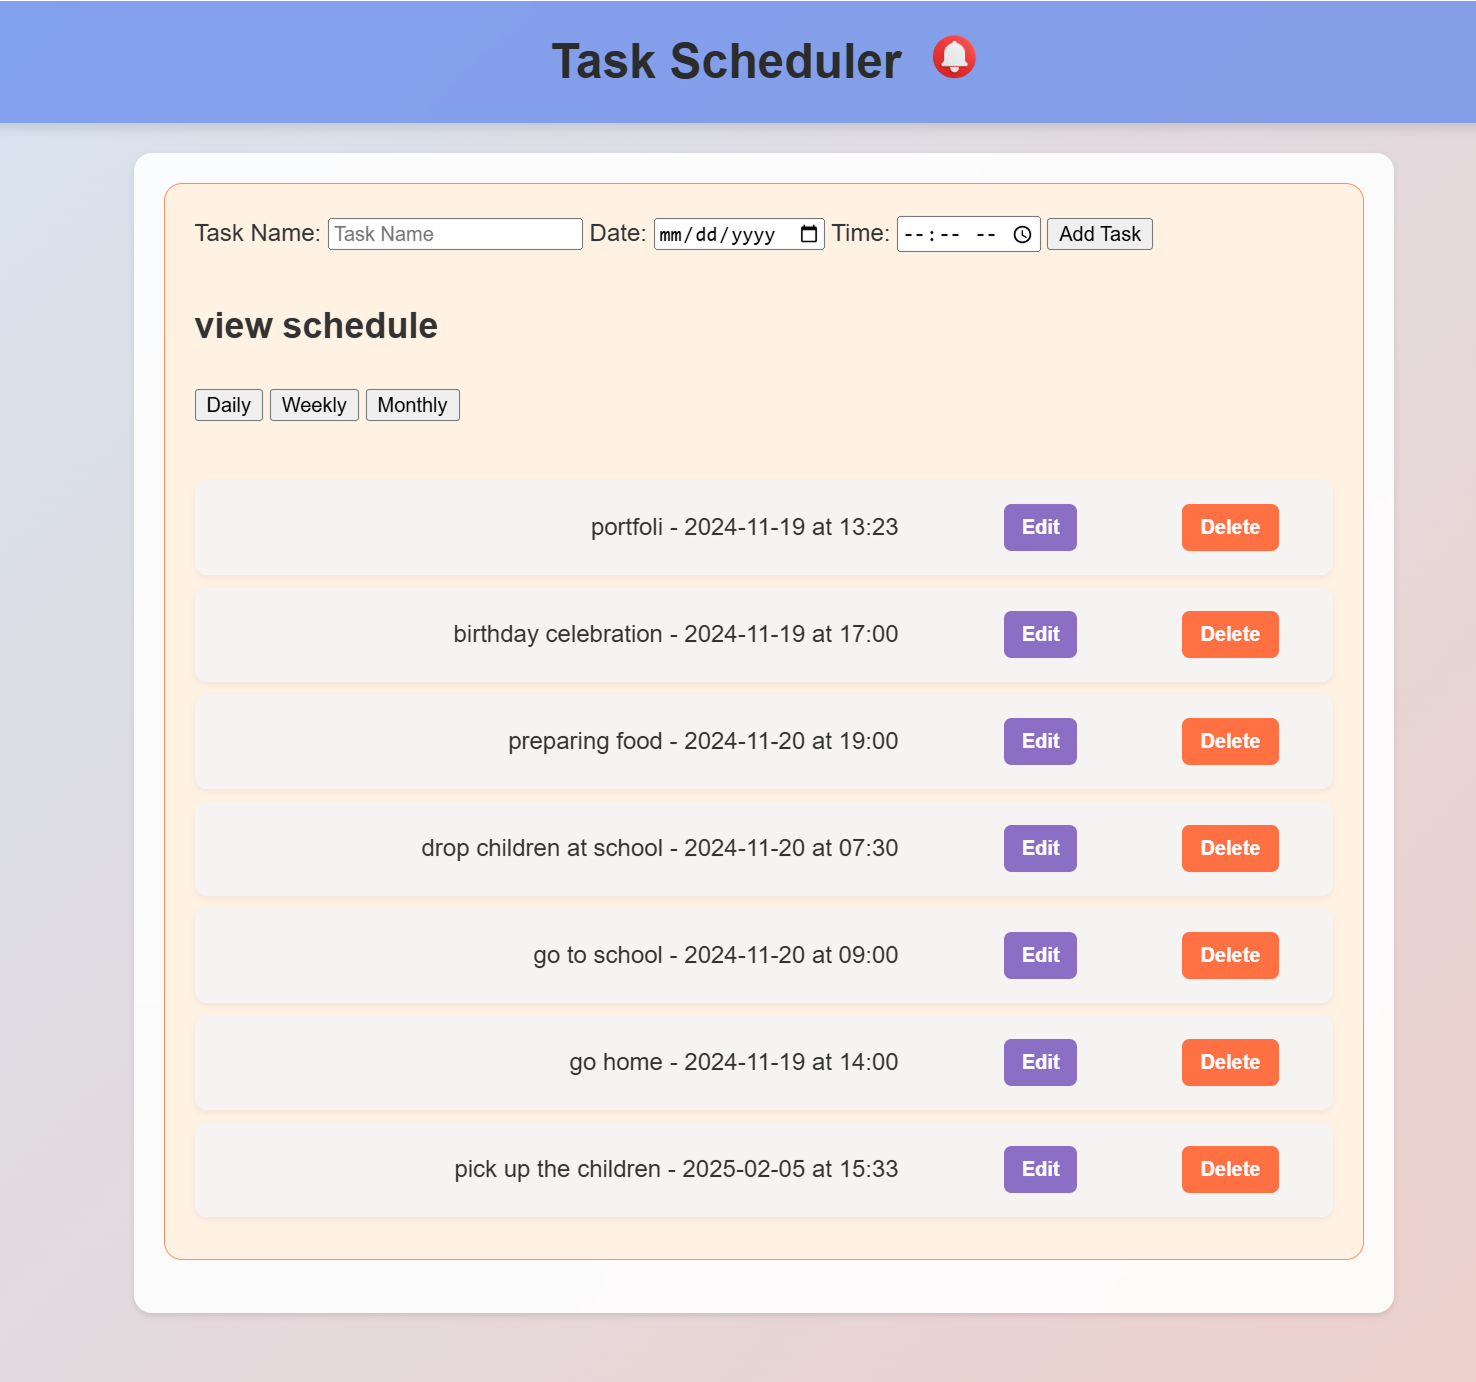 Task Scheduler
Task Name: Task Name Date: mm/dd/yyyy Time: --:-- -- Add Task
view schedule
Daily Weekly Monthly
portfoli - 2024-11-19 at 13:23 Edit Delete
birthday celebration - 2024-11-19 at 17:00 Edit Delete
preparing food - 2024-11-20 at 19:00 Edit Delete
drop children at school - 2024-11-20 at 07:30 Edit Delete
go to school - 2024-11-20 at 09:00 Edit Delete
go home - 2024-11-19 at 14:00 Edit Delete
pick up the children - 2025-02-05 at 15:33 Edit Delete